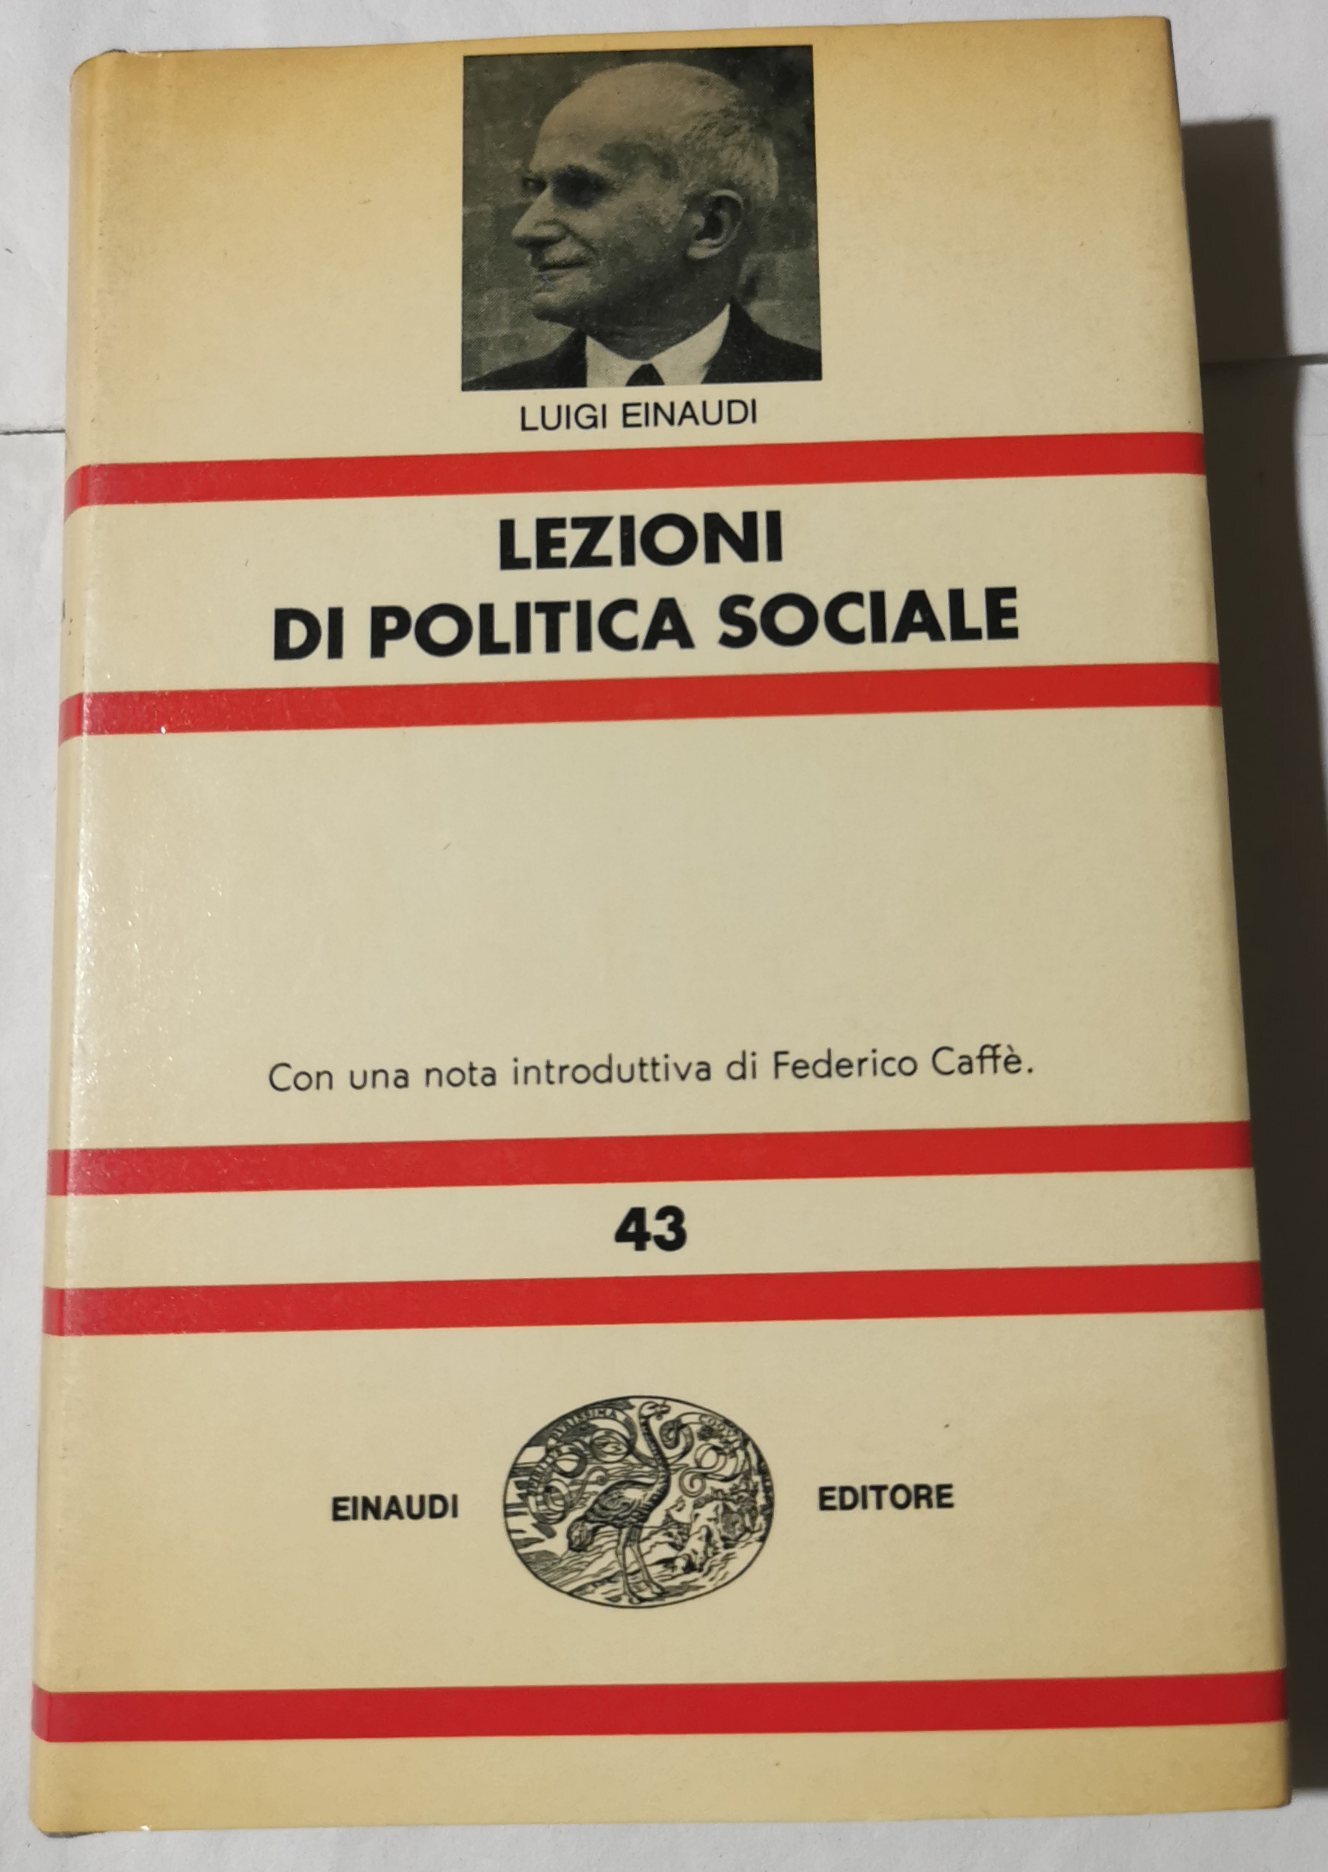 LUIGI EINAUDI
LEZIONI
DI POLITICA SOCIALE
Con una nota introduttiva di Federico Caffè.
43
EINAUDI
EDITORE